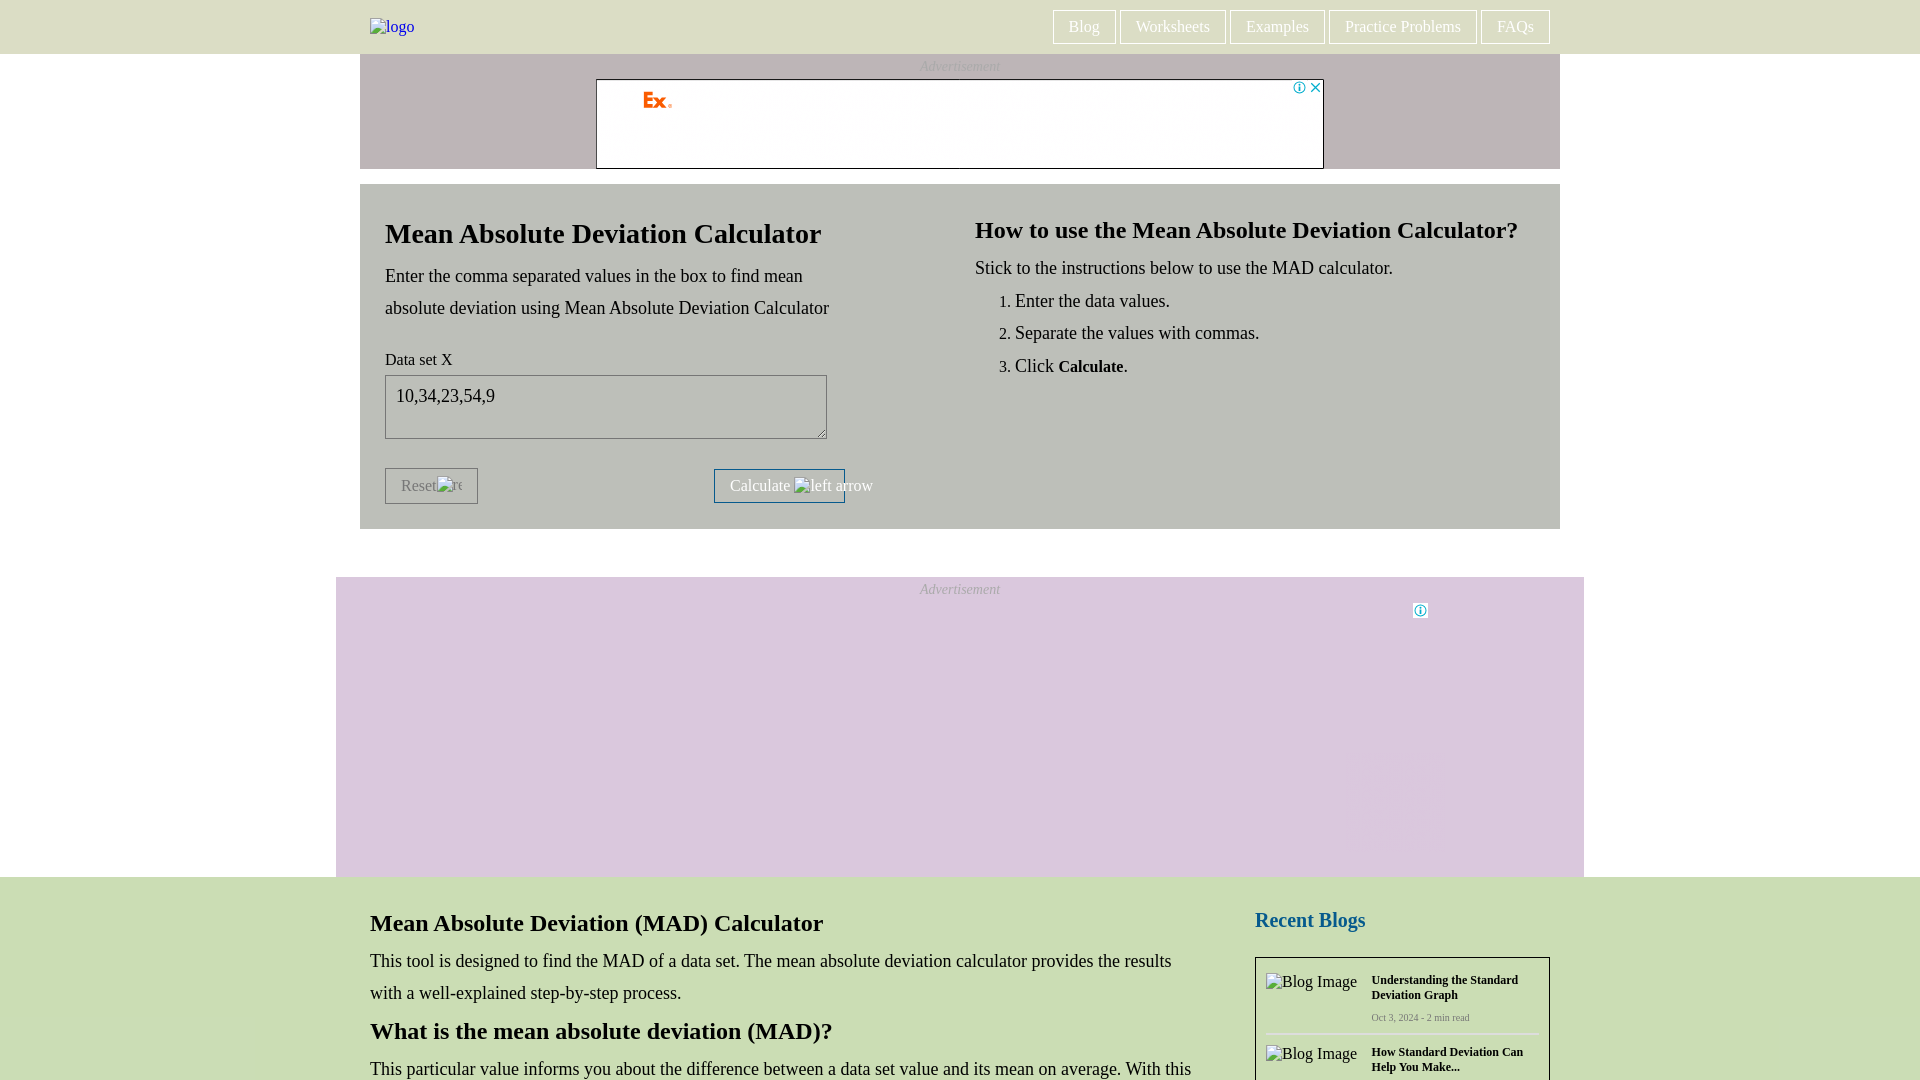 logo
Blog
Worksheets
Examples
Practice Problems
FAQs
Advertisement
Ex.
Mean Absolute Deviation Calculator
Enter the comma separated values in the box to find mean
absolute deviation using Mean Absolute Deviation Calculator
Data set X
10,34,23,54,9
Reset re
Calculate left arrow
How to use the Mean Absolute Deviation Calculator?
Stick to the instructions below to use the MAD calculator.
1. Enter the data values.
2. Separate the values with commas.
3. Click Calculate.
Advertisement
Mean Absolute Deviation (MAD) Calculator
This tool is designed to find the MAD of a data set. The mean absolute deviation calculator provides the results
with a well-explained step-by-step process.
What is the mean absolute deviation (MAD)?
This particular value informs you about the difference between a data set value and its mean on average. With this
Recent Blogs
Blog Image
Understanding the Standard
Deviation Graph
Oct 3, 2024 - 2 min read
Blog Image
How Standard Deviation Can
Help You Make...